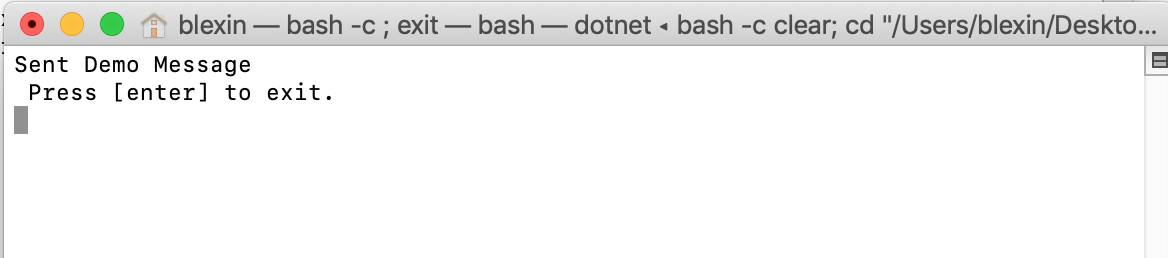 blexin — bash -c ; exit — bash — dotnet ◂ bash -c clear; cd "/Users/blexin/Deskto...
Sent Demo Message
 Press [enter] to exit.